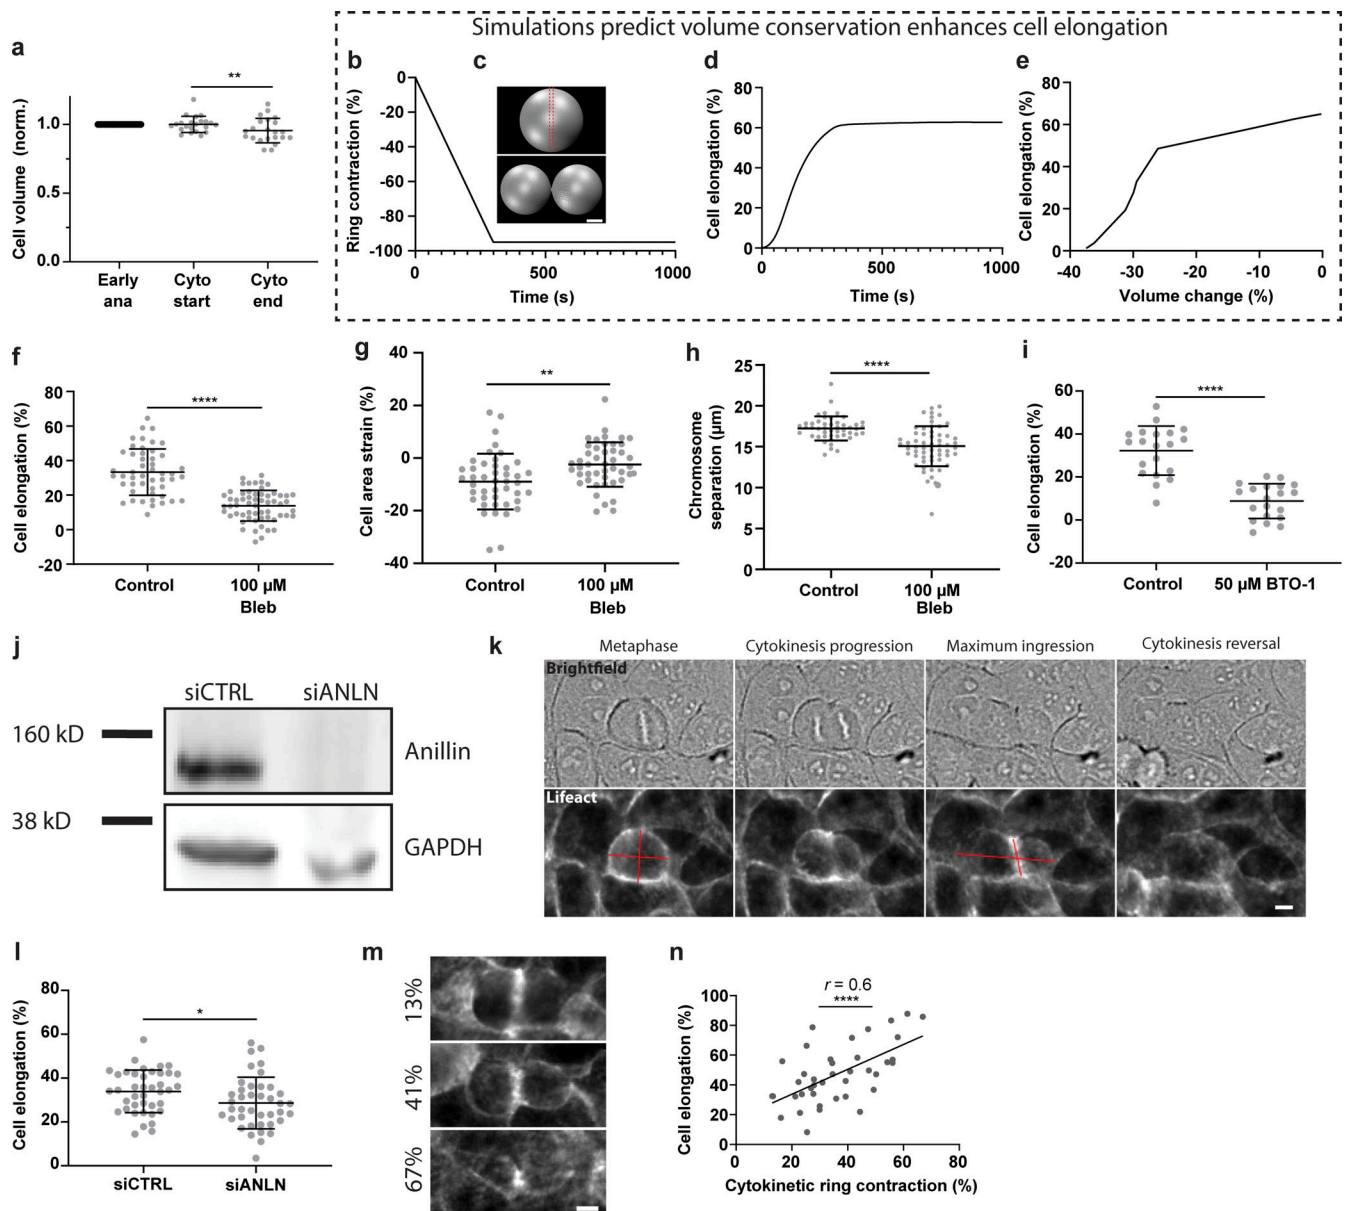 Simulations predict volume conservation enhances cell elongation
a
**
Cell volume (norm.)
1.0
0.5
0.0
Early ana
Cyto start
Cyto end
b
Ring contraction (%)
0
-20
-40
-60
-80
-100
0
500
1000
Time (s)
c
d
Cell elongation (%)
80
60
40
20
0
0
500
1000
Time (s)
e
Cell elongation (%)
80
60
40
20
0
-40
-30
-20
-10
0
Volume change (%)
f
Cell elongation (%)
80
60
40
20
0
-20
****
Control
100 µM
Bleb
g
Cell area strain (%)
40
20
0
-20
-40
**
Control
100 µM
Bleb
h
Chromosome
separation (µm)
25
20
15
10
5
0
****
Control
100 µM
Bleb
i
Cell elongation (%)
60
40
20
0
-20
****
Control
50 µM BTO-1
j
siCTRL
siANLN
160 kD
Anillin
38 kD
GAPDH
k
Metaphase
Cytokinesis progression
Maximum ingression
Cytokinesis reversal
Brightfield
Lifeact
l
Cell elongation (%)
80
60
40
20
0
*
siCTRL
siANLN
m
13%
41%
67%
n
r = 0.6
****
Cell elongation (%)
100
80
60
40
20
0
0
20
40
60
80
Cytokinetic ring contraction (%)